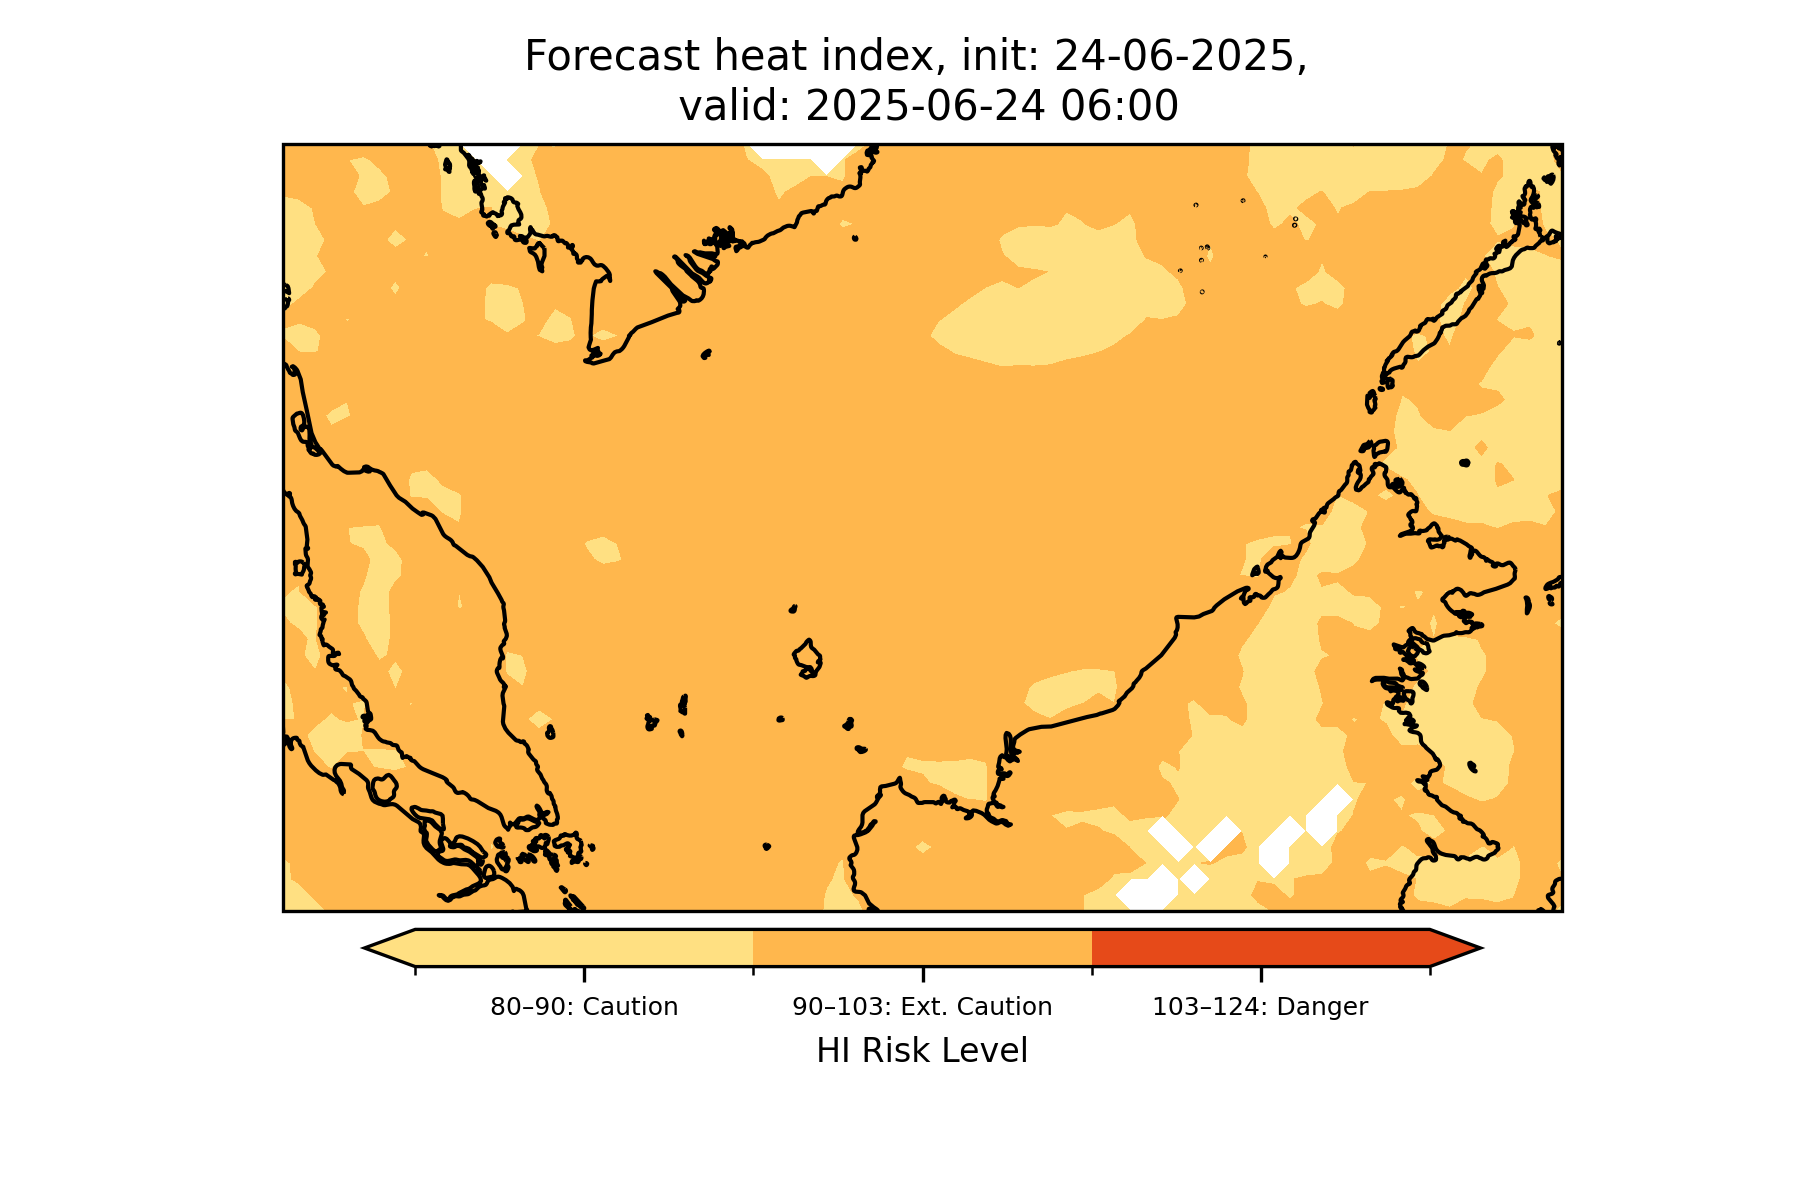 Forecast heat index, init: 24-06-2025,
valid: 2025-06-24 06:00
80–90: Caution
90–103: Ext. Caution
103–124: Danger
HI Risk Level